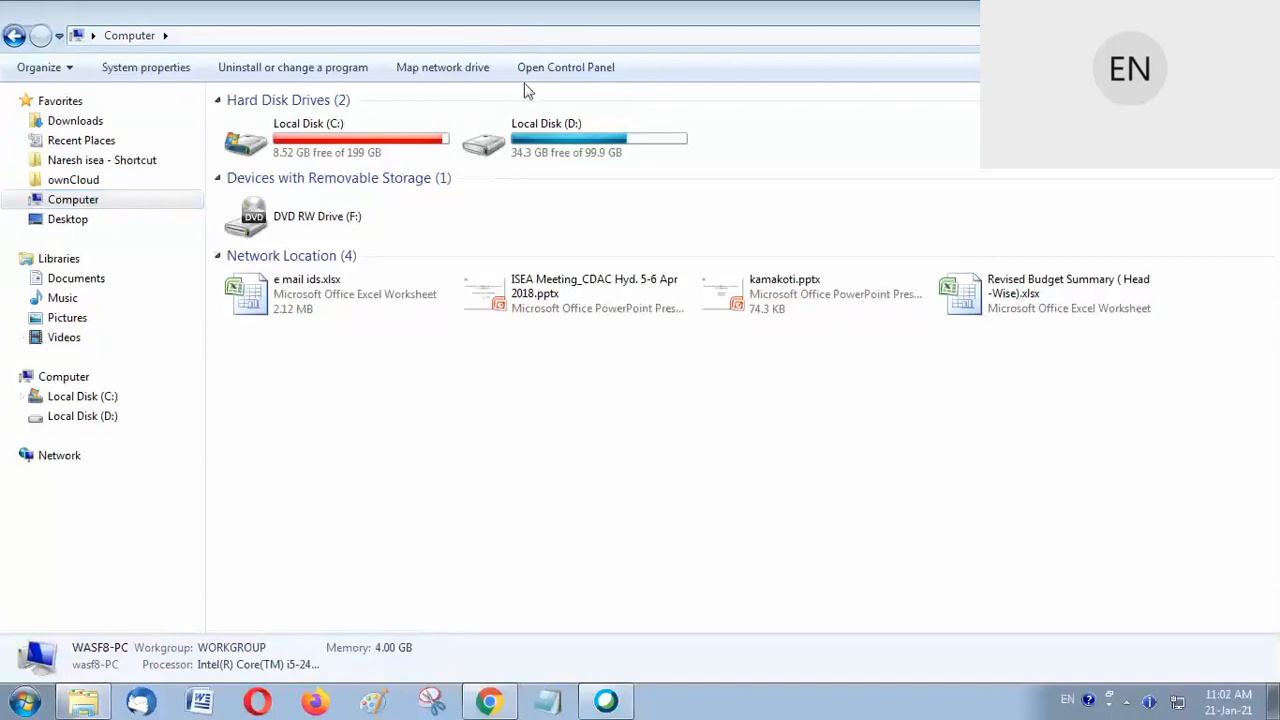 Computer
EN
Organize System properties Uninstall or change a program Map network drive Open Control Panel
Favorites
Downloads
Recent Places
Naresh isea - Shortcut
ownCloud
Computer
Desktop
Libraries
Documents
Music
Pictures
Videos
Computer
Local Disk (C:)
Local Disk (D:)
Network
Hard Disk Drives (2)
Local Disk (C:)
8.52 GB free of 199 GB
Local Disk (D:)
34.3 GB free of 99.9 GB
Devices with Removable Storage (1)
DVD
DVD RW Drive (F:)
Network Location (4)
e mail ids.xlsx
Microsoft Office Excel Worksheet
2.12 MB
ISEA Meeting_CDAC Hyd. 5-6 Apr
2018.pptx
Microsoft Office PowerPoint Pres...
kamakoti.pptx
Microsoft Office PowerPoint Pres...
74.3 KB
Revised Budget Summary ( Head
-Wise).xlsx
Microsoft Office Excel Worksheet
WASF8-PC Workgroup: WORKGROUP Memory: 4.00 GB
wasf8-PC Processor: Intel(R) Core(TM) i5-24...
EN
11:02 AM
21-Jan-21